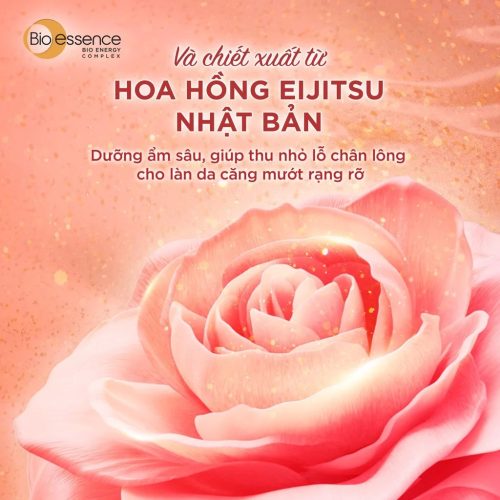 Bio essence
BIO ENERGY
COMPLEX
Và chiết xuất từ
HOA HỒNG EIJITSU
NHẬT BẢN
Dưỡng ẩm sâu, giúp thu nhỏ lỗ chân lông
cho làn da căng mướt rạng rỡ